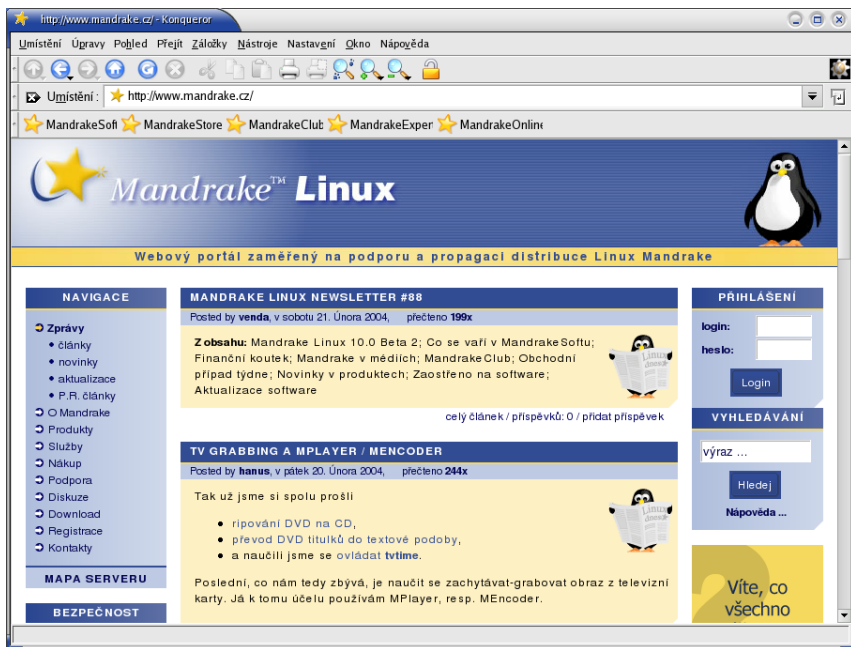 http://www.mandrake.cz/ - Konqueror
Umístění Úpravy Pohled Přejít Záložky Nástroje Nastavení Okno Nápověda
Umístění : http://www.mandrake.cz/
MandrakeSoft MandrakeStore MandrakeClub MandrakeExper MandrakeOnline
Mandrake™ Linux
Webový portál zaměřený na podporu a propagaci distribuce Linux Mandrake
NAVIGACE
Zprávy
články
novinky
aktualizace
P.R. články
O Mandrake
Produkty
Služby
Nákup
Podpora
Diskuze
Download
Registrace
Kontakty
MAPA SERVERU
BEZPEČNOST
MANDRAKE LINUX NEWSLETTER #88
Posted by venda, v sobotu 21. Února 2004, přečteno 199x
Z obsahu: Mandrake Linux 10.0 Beta 2; Co se vaří v MandrakeSoftu;
Finanční koutek; Mandrake v médiích; MandrakeClub; Obchodní
případ týdne; Novinky v produktech; Zaostřeno na software;
Aktualizace software
Linux
celý článek / příspěvků: 0 / přidat příspěvek
TV GRABBING A MPLAYER / MENCODER
Posted by hanus, v pátek 20. Února 2004, přečteno 244x
Tak už jsme si spolu prošli
ripování DVD na CD,
převod DVD titulků do textové podoby,
a naučili jsme se ovládat tvtime.
Linux
Poslední, co nám tedy zbývá, je naučit se zachytávat-grabovat obraz z televizní
karty. Já k tomu účelu používám MPlayer, resp. MEncoder.
PŘIHLÁŠENÍ
login:
heslo:
Login
VYHLEDÁVÁNÍ
výraz ...
Hledej
Nápověda ...
Víte, co
všechno